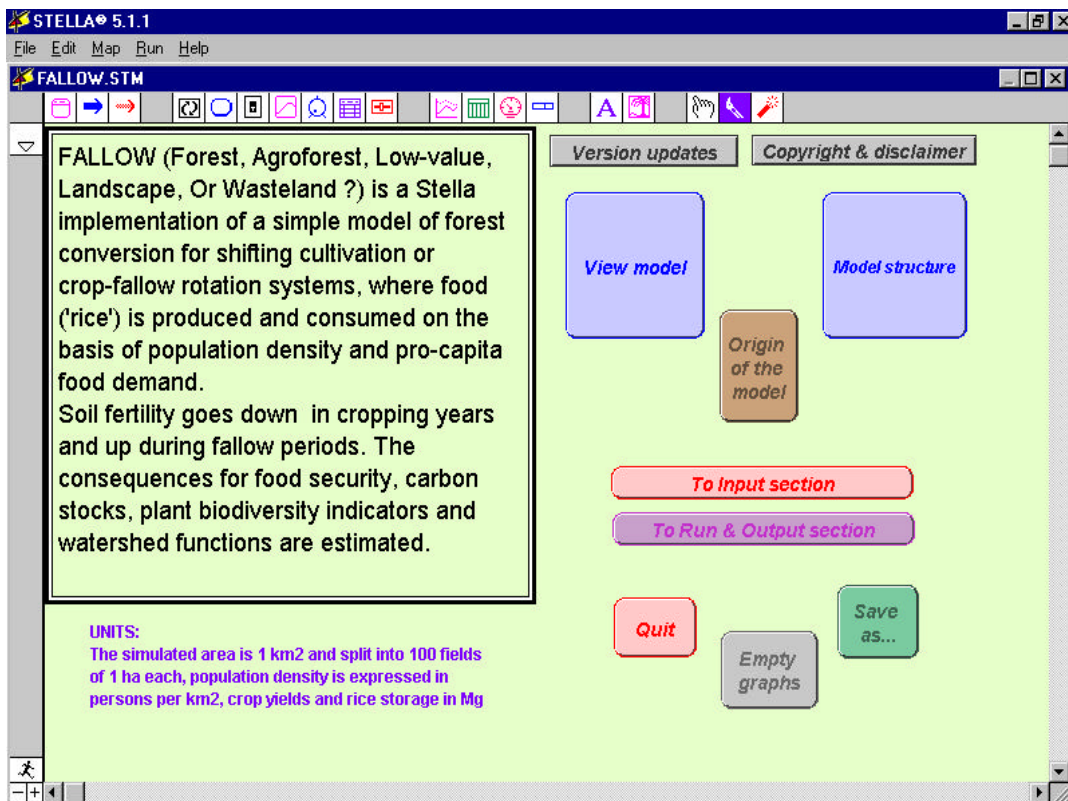 STELLA® 5.1.1
File Edit Map Run Help
FALLOW.STM
A
FALLOW (Forest, Agroforest, Low-value,
Landscape, Or Wasteland ?) is a Stella
implementation of a simple model of forest
conversion for shifting cultivation or
crop-fallow rotation systems, where food
('rice') is produced and consumed on the
basis of population density and pro-capita
food demand.
Soil fertility goes down in cropping years
and up during fallow periods. The
consequences for food security, carbon
stocks, plant biodiversity indicators and
watershed functions are estimated.
UNITS:
The simulated area is 1 km2 and split into 100 fields
of 1 ha each, population density is expressed in
persons per km2, crop yields and rice storage in Mg
Version updates
Copyright & disclaimer
View model
Model structure
Origin
of the
model
To Input section
To Run & Output section
Quit
Save
as...
Empty
graphs